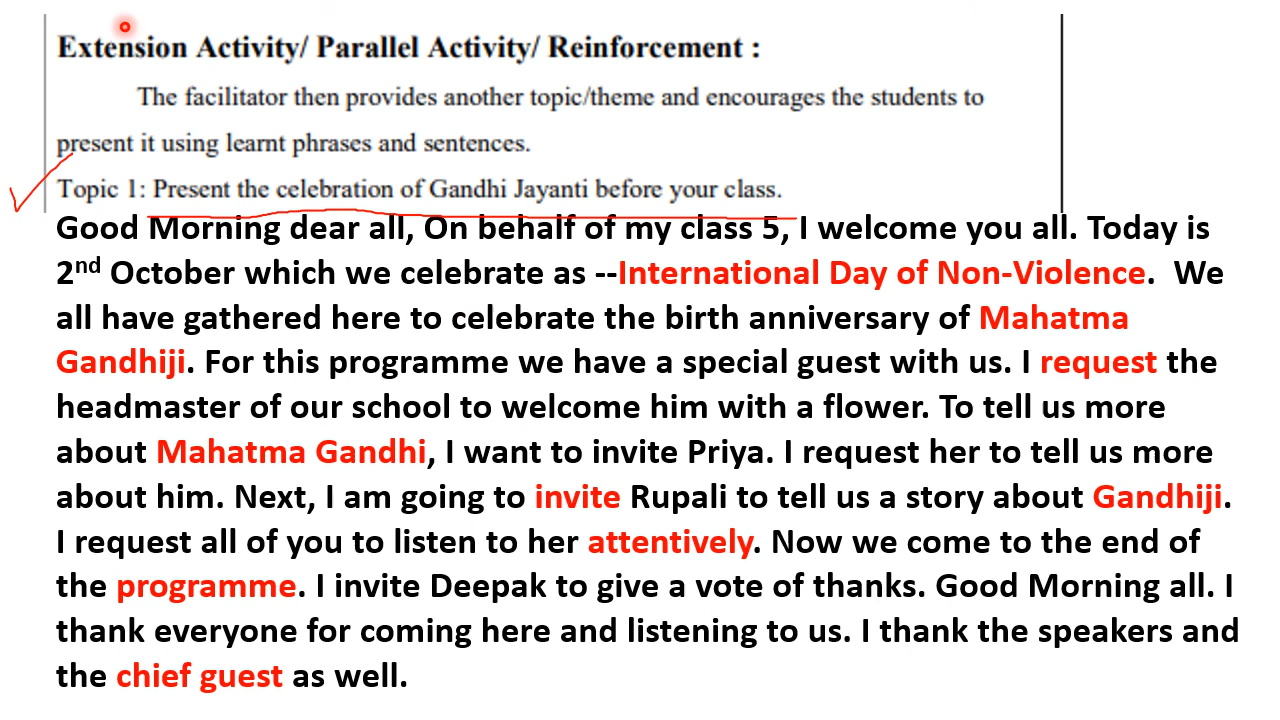 Extension Activity/ Parallel Activity/ Reinforcement :
The facilitator then provides another topic/theme and encourages the students to
present it using learnt phrases and sentences.
Topic 1: Present the celebration of Gandhi Jayanti before your class.
Good Morning dear all, On behalf of my class 5, I welcome you all. Today is
2nd October which we celebrate as --International Day of Non-Violence. We
all have gathered here to celebrate the birth anniversary of Mahatma
Gandhiji. For this programme we have a special guest with us. I request the
headmaster of our school to welcome him with a flower. To tell us more
about Mahatma Gandhi, I want to invite Priya. I request her to tell us more
about him. Next, I am going to invite Rupali to tell us a story about Gandhiji.
I request all of you to listen to her attentively. Now we come to the end of
the programme. I invite Deepak to give a vote of thanks. Good Morning all. I
thank everyone for coming here and listening to us. I thank the speakers and
the chief guest as well.